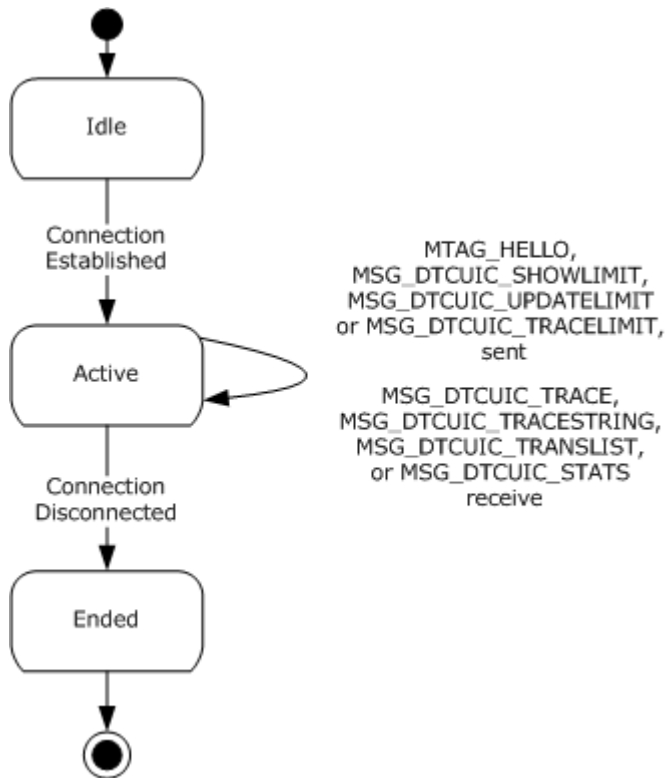 Idle
Connection
Established
MTAG_HELLO,
MSG_DTCUIC_SHOWLIMIT,
MSG_DTCUIC_UPDATELIMIT
or MSG_DTCUIC_TRACELIMIT,
sent
Active
MSG_DTCUIC_TRACE,
MSG_DTCUIC_TRACESTRING,
MSG_DTCUIC_TRANSLIST,
or MSG_DTCUIC_STATS
receive
Connection
Disconnected
Ended